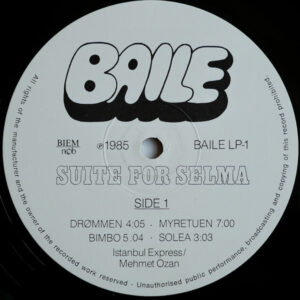 BAILE
BIEM
n©b
℗1985
BAILE LP-1
SUITE FOR SELMA
SIDE 1
DRØMMEN 4:05 · MYRETUEN 7:00
BIMBO 5:04 · SOLEA 3:03
Istanbul Express/
Mehmet Ozan
All rights of the manufacturer and the owner of the recorded work reserved - Unauthorised public performance, broadcasting and copying of this record prohibited